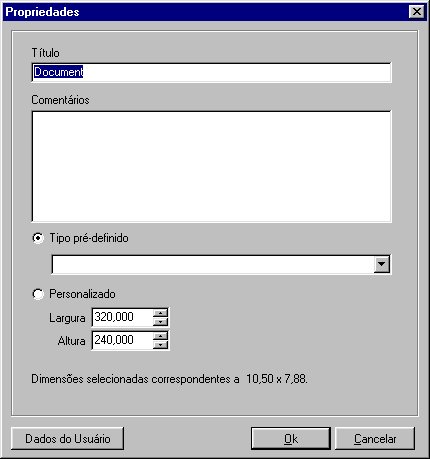 Propriedades
Título
Document
Comentários
Tipo pré-definido
Personalizado
Largura 320,000
Altura 240,000
Dimensões selecionadas correspondentes a 10,50 x 7,88.
Dados do Usuário Ok Cancelar